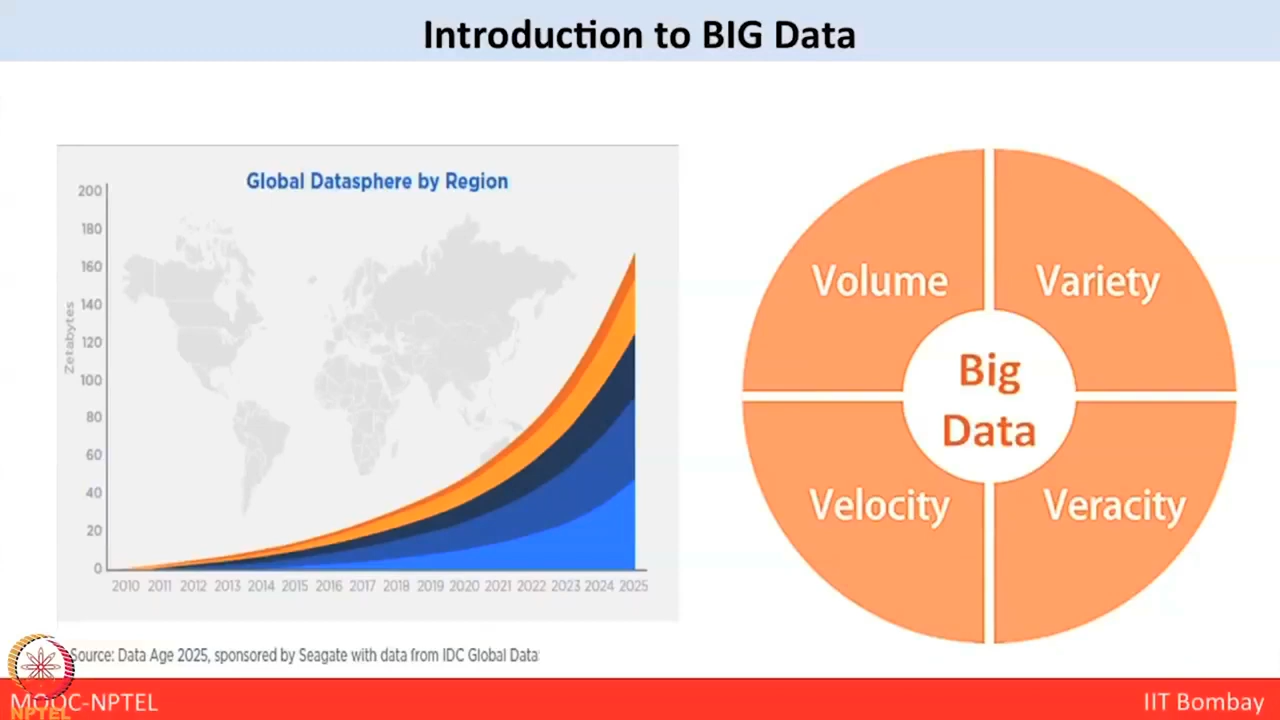 Introduction to BIG Data
Global Datasphere by Region
Zetabytes
200
180
160
140
120
100
80
60
40
20
0
2010 2011 2012 2013 2014 2015 2016 2017 2018 2019 2020 2021 2022 2023 2024 2025
Source: Data Age 2025, sponsored by Seagate with data from IDC Global Data
Volume
Variety
Big
Data
Velocity
Veracity
MOOC-NPTEL
NPTEL
IIT Bombay